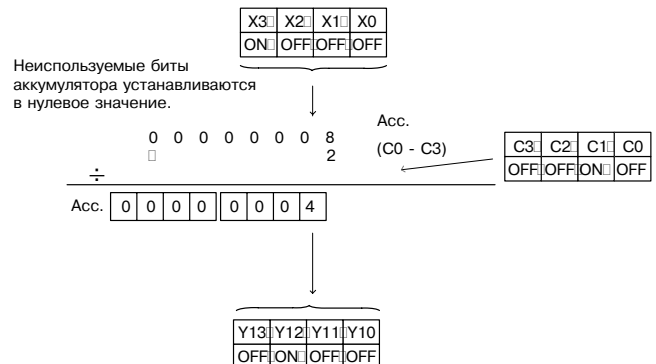 X3 X2 X1 X0
ON OFF OFF OFF
Неиспользуемые биты
аккумулятора устанавливаются
в нулевое значение.
Acc.
0 0 0 0 0 0 0 8
2
(C0 - C3)
C3 C2 C1 C0
OFF OFF ON OFF
÷
Acc. 0 0 0 0 0 0 0 4
Y13 Y12 Y11 Y10
OFF ON OFF OFF